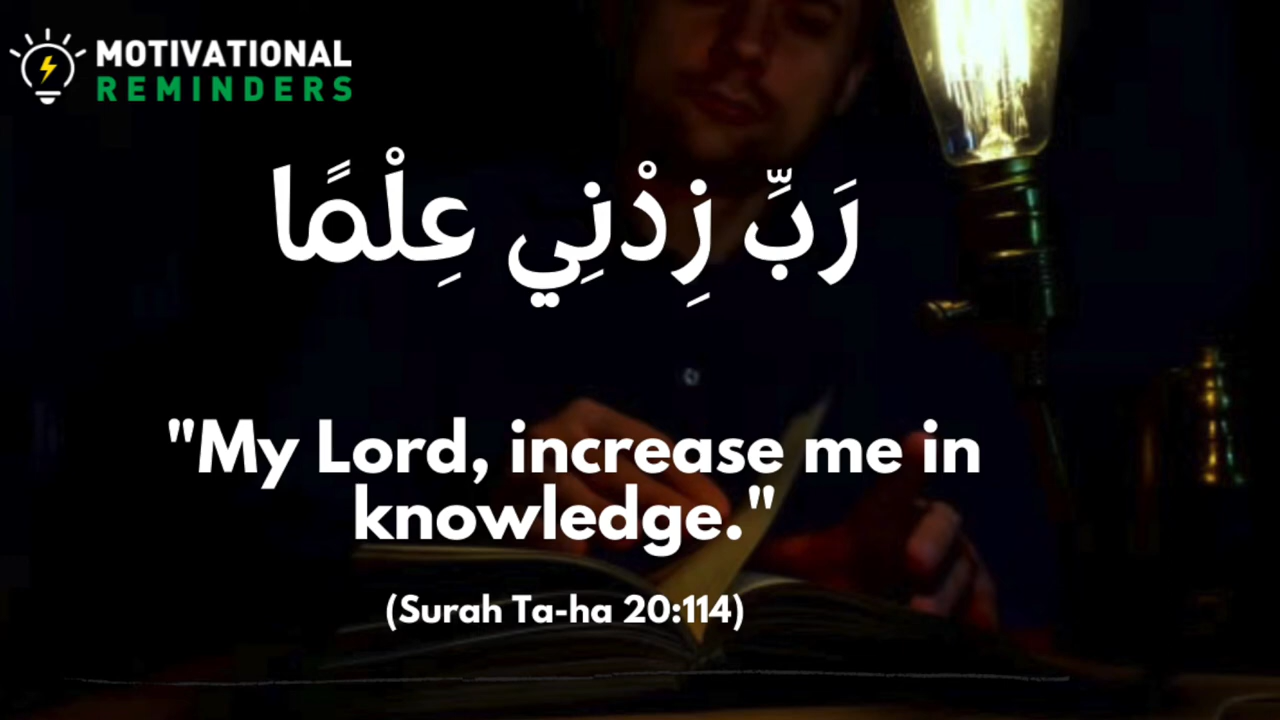 MOTIVATIONAL
REMINDERS
رَبِّ زِدْنِي عِلْمًا
"My Lord, increase me in
knowledge."
(Surah Ta-ha 20:114)